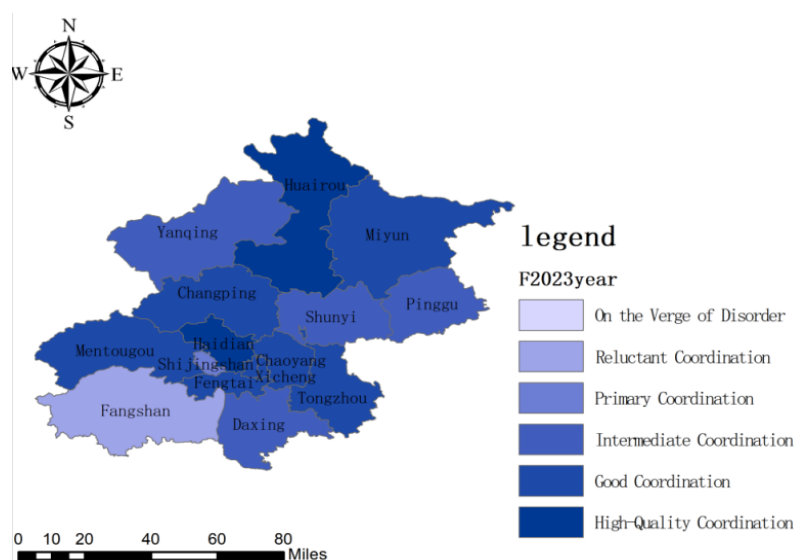 N
W E
S
Huairou
Yanqing
Miyun
Changping
Shunyi
Pinggu
Haidian
Mentougou
Shijingshan
Chaoyang
Fengtai
Xicheng
Tongzhou
Fangshan
Daxing
legend
F2023year
On the Verge of Disorder
Reluctant Coordination
Primary Coordination
Intermediate Coordination
Good Coordination
High-Quality Coordination
0 10 20 40 60 80
Miles